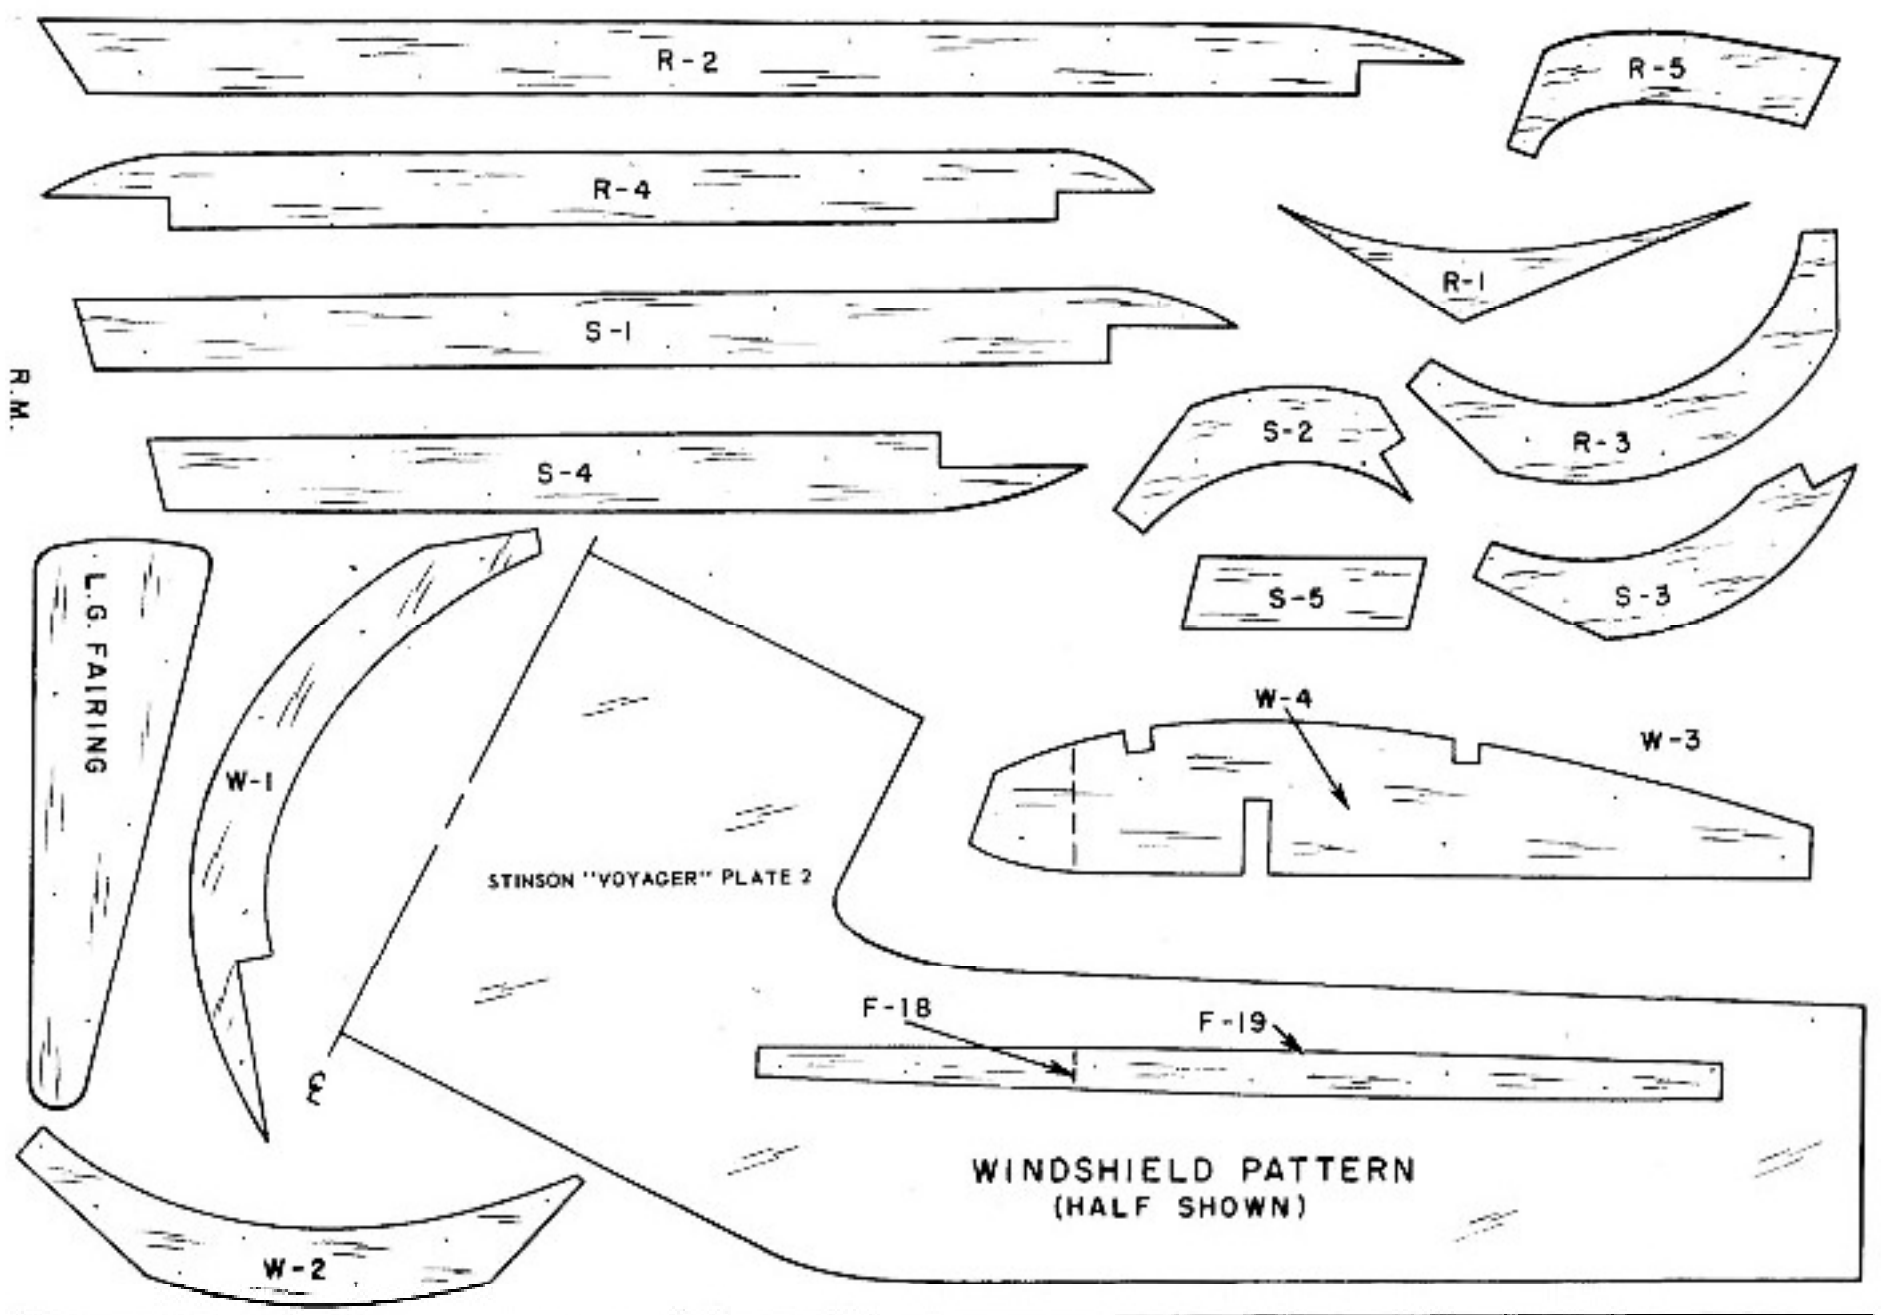 R-2
R-5
R-4
R-1
S-1
R.M.
S-2
R-3
S-4
S-5
S-3
L.G. FAIRING
W-1
W-4
W-3
STINSON "VOYAGER" PLATE 2
F-18
F-19
℄
WINDSHIELD PATTERN
(HALF SHOWN)
W-2